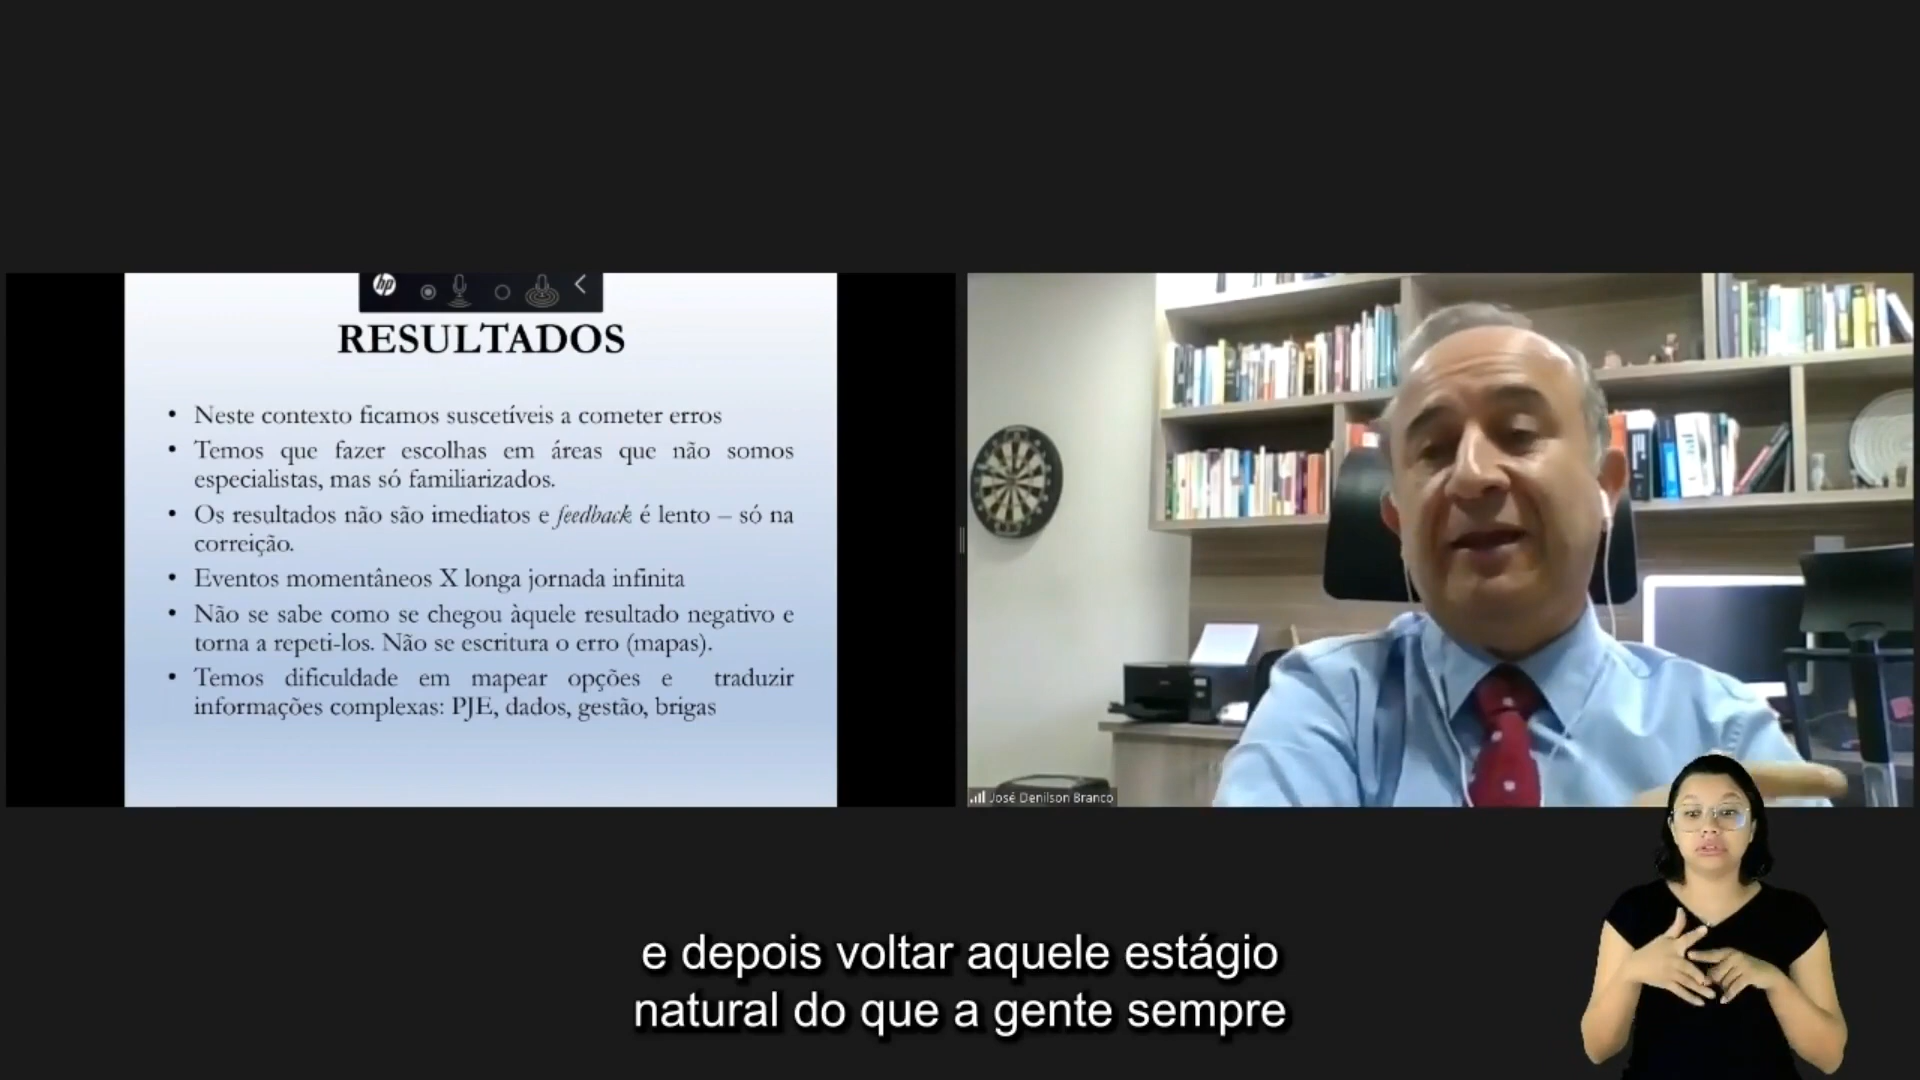 hp
RESULTADOS
• Neste contexto ficamos suscetíveis a cometer erros
• Temos que fazer escolhas em áreas que não somos
especialistas, mas só familiarizados.
• Os resultados não são imediatos e feedback é lento – só na
correição.
• Eventos momentâneos X longa jornada infinita
• Não se sabe como se chegou àquele resultado negativo e
torna a repeti-los. Não se escritura o erro (mapas).
• Temos dificuldade em mapear opções e traduzir
informações complexas: PJE, dados, gestão, brigas
José Denilson Branco
e depois voltar aquele estágio
natural do que a gente sempre